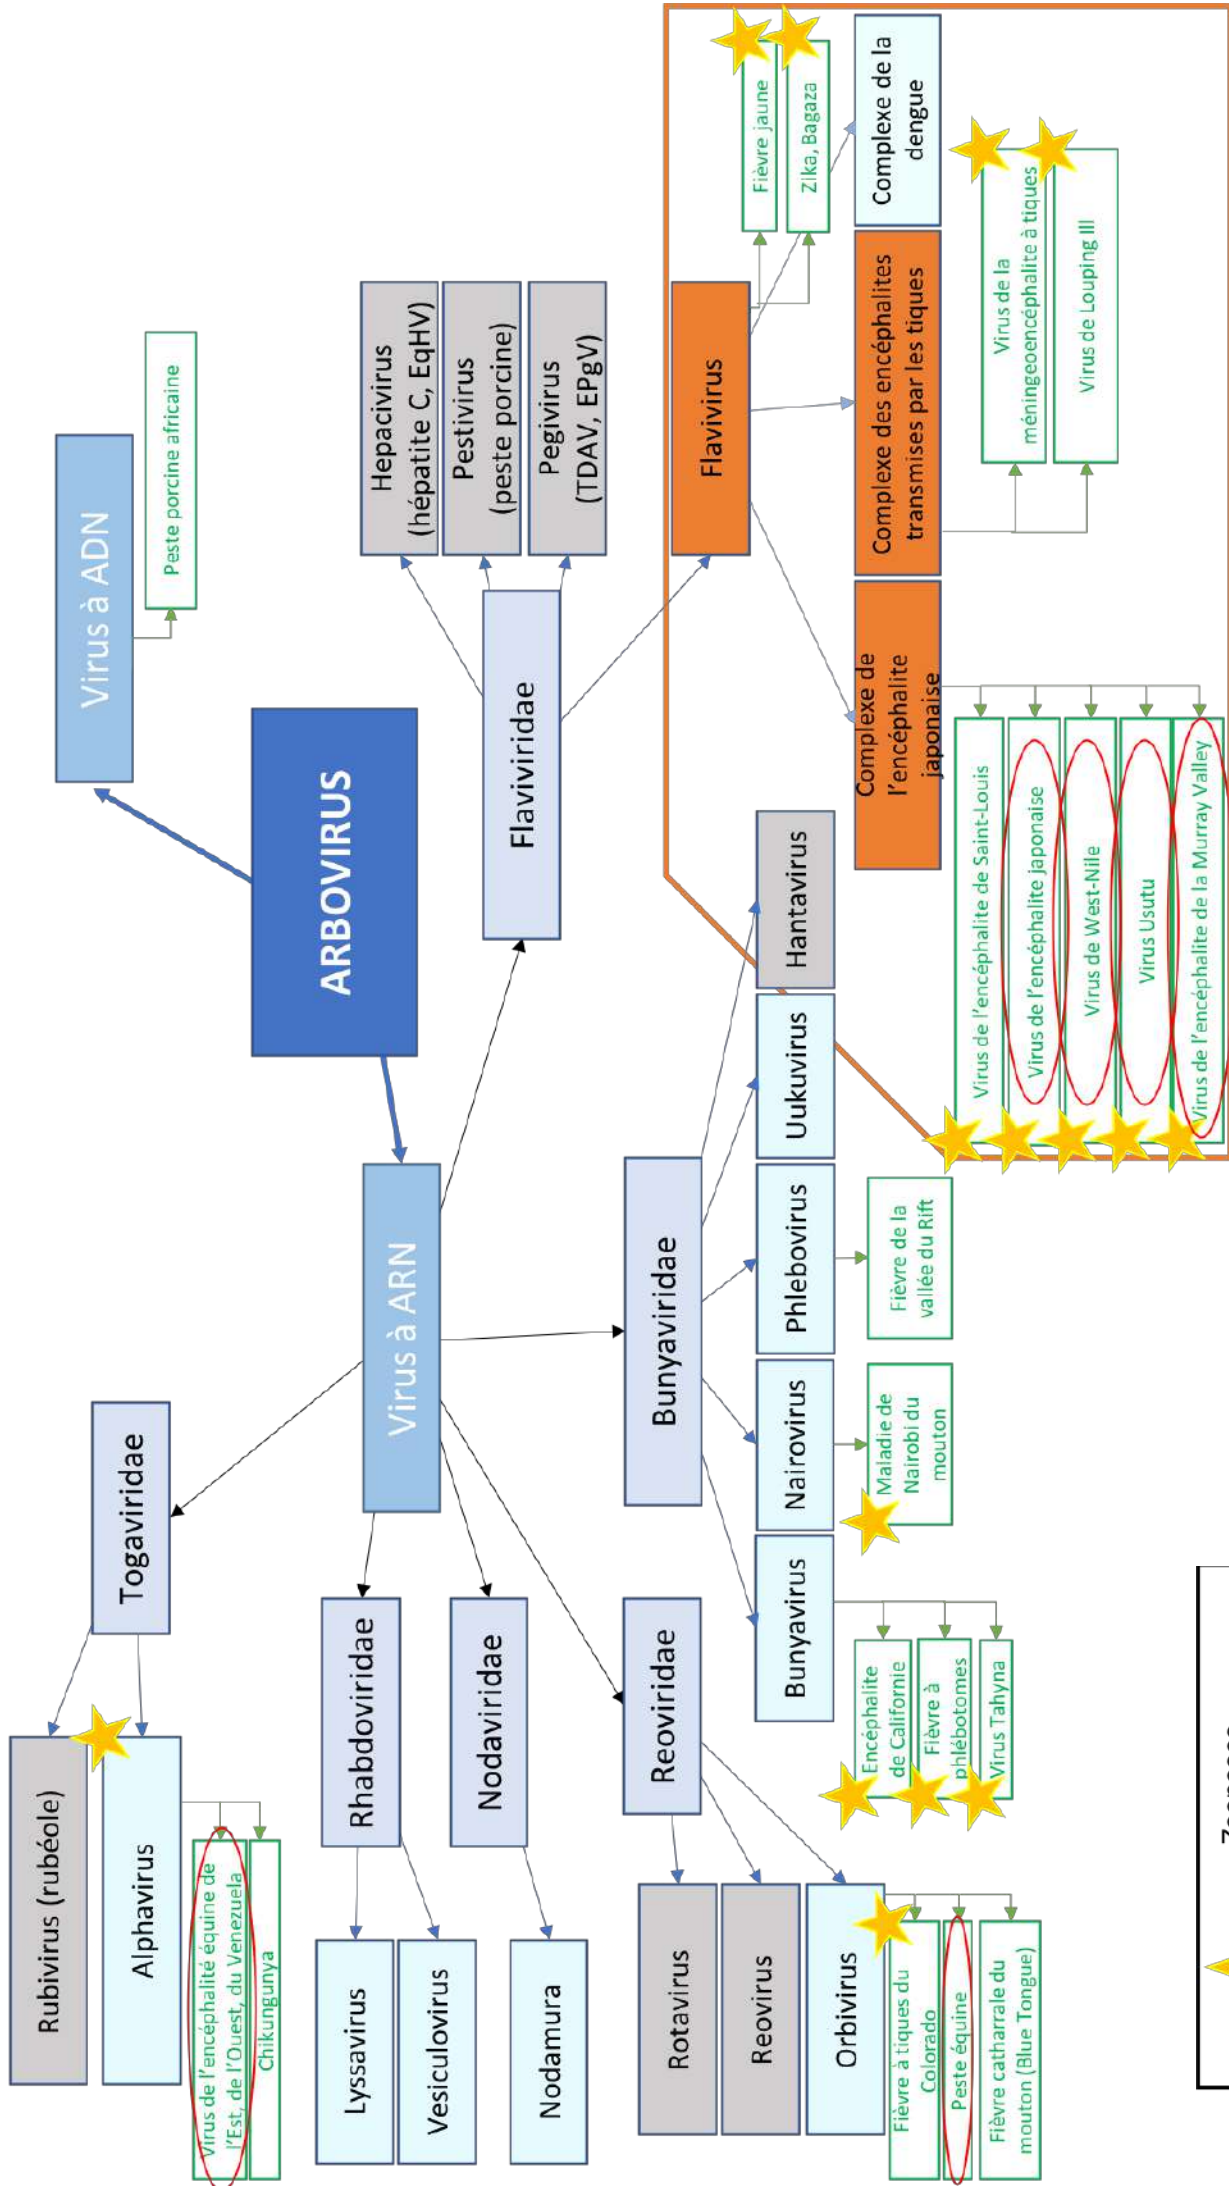 ARBOVIRUS
Virus à ADN
Peste porcine africaine
Virus à ARN
Togaviridae
Rubivirus (rubéole)
Alphavirus
Virus de l'encéphalité équine de
l'Est, de l'Ouest, du Venezuela
Chikungunya
Rhabdoviridae
Lyssavirus
Vesiculovirus
Nodaviridae
Nodamura
Reoviridae
Rotavirus
Reovirus
Orbivirus
Fièvre à tiques du
Colorado
Peste équine
Fièvre catharrale du
mouton (Blue Tongue)
Bunyaviridae
Bunyavirus
Encéphalite
de Californie
Fièvre à
phlébotomes
Virus Tahyna
Nairovirus
Maladie de
Nairobi du
mouton
Phlebovirus
Fièvre de la
vallée du Rift
Uukuvirus
Hantavirus
Flaviviridae
Hepacivirus
(hépatite C, EqHV)
Pestivirus
(peste porcine)
Pegivirus
(TDAV, EPgV)
Flavivirus
Fièvre jaune
Zika, Bagaza
Complexe de
l'encéphalite
japonaise
Virus de l'encéphalite de Saint-Louis
Virus de l'encéphalite japonaise
Virus de West-Nile
Virus Usutu
Virus de l'encéphalite de la Murray Valley
Complexe des encéphalites
transmises par les tiques
Virus de la
méningeoencéphalite à tiques
Virus de Louping Ill
Complexe de la
dengue